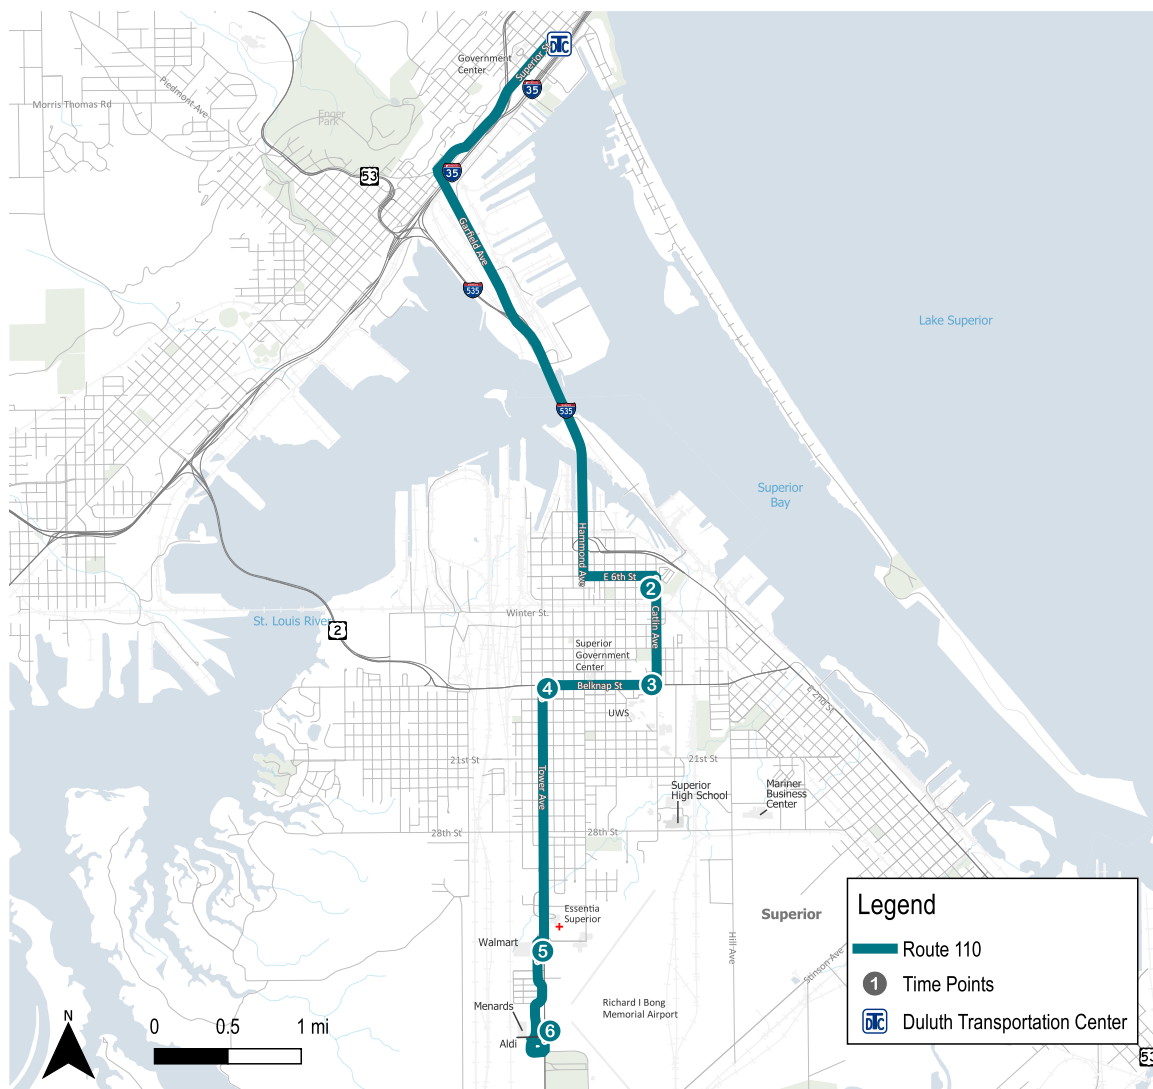 DTC
Superior St
Government
Center
35
Piedmont Ave
Morris Thomas Rd
Enger
Park
35
53
Garfield Ave
535
Lake Superior
535
Superior
Bay
Hammond Ave
E 6th St
2
Winter St.
Catlin Ave
St. Louis River
2
Superior
Government
Center
4
Belknap St
3
E 2nd St
UWS
21st St
21st St
Tower Ave
Superior
High School
Mariner
Business
Center
28th St
28th St
Essentia
Superior
Superior
Walmart
5
Hill Ave
Stinson Ave
Menards
Richard I Bong
Memorial Airport
6
Aldi
N
0 0.5 1 mi
Legend
Route 110
1 Time Points
DTC Duluth Transportation Center
53